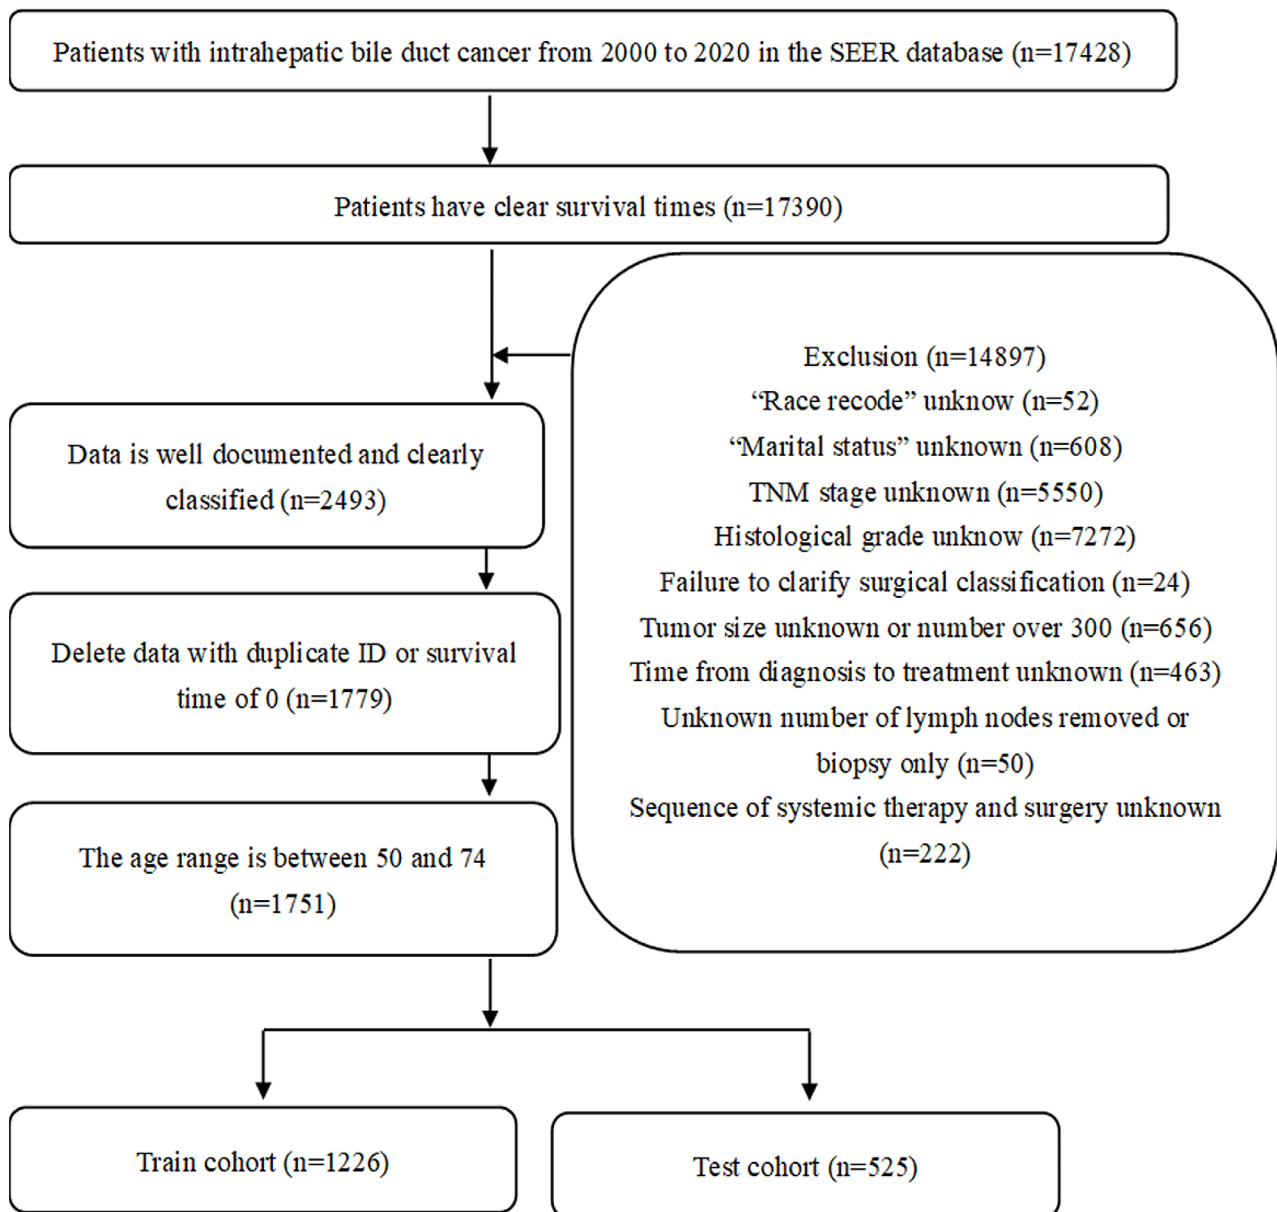 Patients with intrahepatic bile duct cancer from 2000 to 2020 in the SEER database (n=17428)
Patients have clear survival times (n=17390)
Exclusion (n=14897)
“Race recode” unknow (n=52)
“Marital status” unknown (n=608)
TNM stage unknown (n=5550)
Histological grade unknow (n=7272)
Failure to clarify surgical classification (n=24)
Tumor size unknown or number over 300 (n=656)
Time from diagnosis to treatment unknown (n=463)
Unknown number of lymph nodes removed or
biopsy only (n=50)
Sequence of systemic therapy and surgery unknown
(n=222)
Data is well documented and clearly
classified (n=2493)
Delete data with duplicate ID or survival
time of 0 (n=1779)
The age range is between 50 and 74
(n=1751)
Train cohort (n=1226)
Test cohort (n=525)